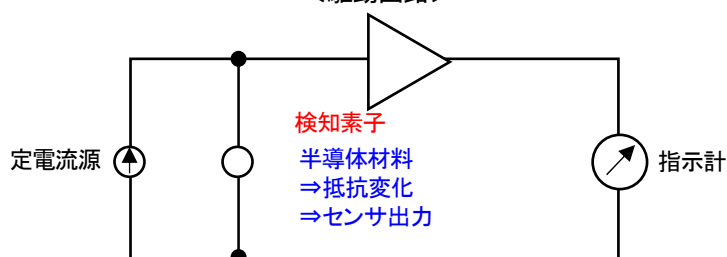 検知素子
定電流源
半導体材料
⇒抵抗変化
⇒センサ出力
指示計